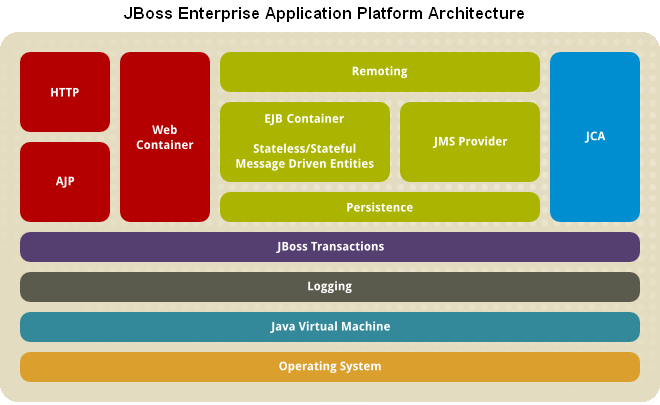 JBoss Enterprise Application Platform Architecture
HTTP
AJP
Web
Container
Remoting
EJB Container
Stateless/Stateful
Message Driven Entities
JMS Provider
Persistence
JCA
JBoss Transactions
Logging
Java Virtual Machine
Operating System